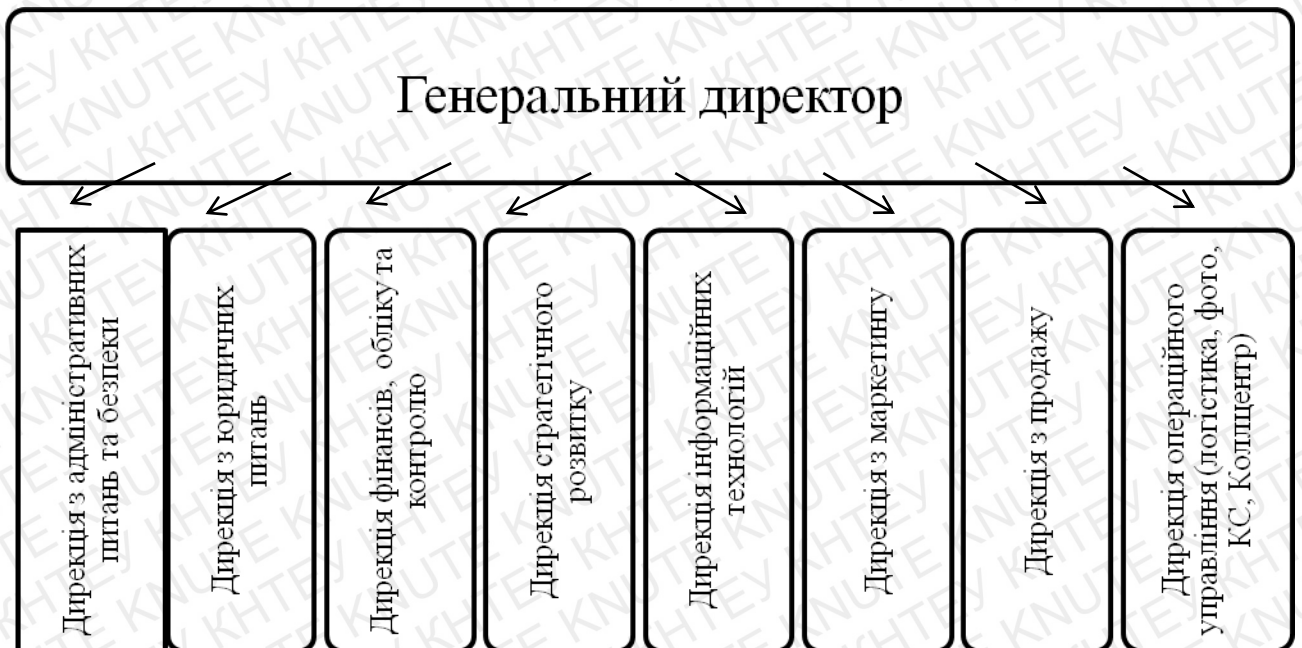 Генеральний директор
Дирекція з адміністративних
питань та безпеки
Дирекція з юридичних
питань
Дирекція фінансів, обліку та
контролю
Дирекція стратегічного
розвитку
Дирекція інформаційних
технологій
Дирекція з маркетингу
Дирекція з продажу
Дирекція операційного
управління (логістика, фото,
КС, Коллцентр)